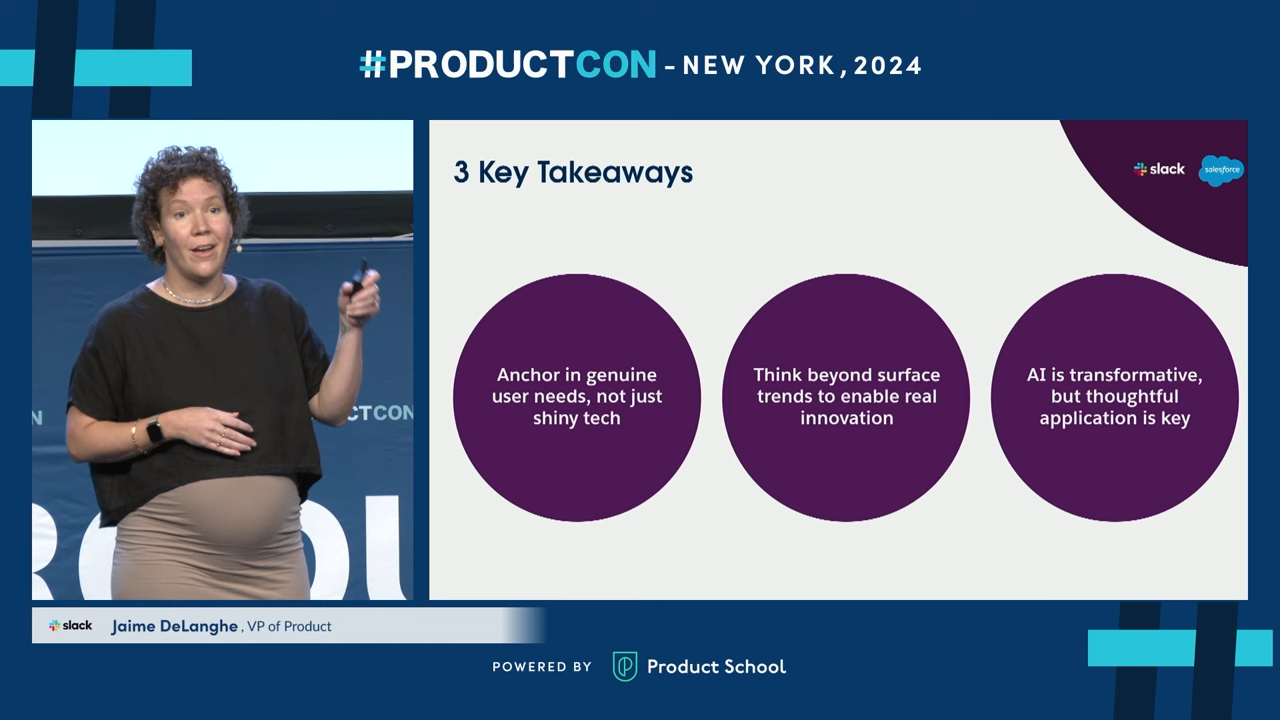 #PRODUCTCON - NEW YORK, 2024
3 Key Takeaways
slack
salesforce
Anchor in genuine
user needs, not just
shiny tech
Think beyond surface
trends to enable real
innovation
AI is transformative,
but thoughtful
application is key
N
CTCON
RODU
slack Jaime DeLanghe, VP of Product
POWERED BY Product School